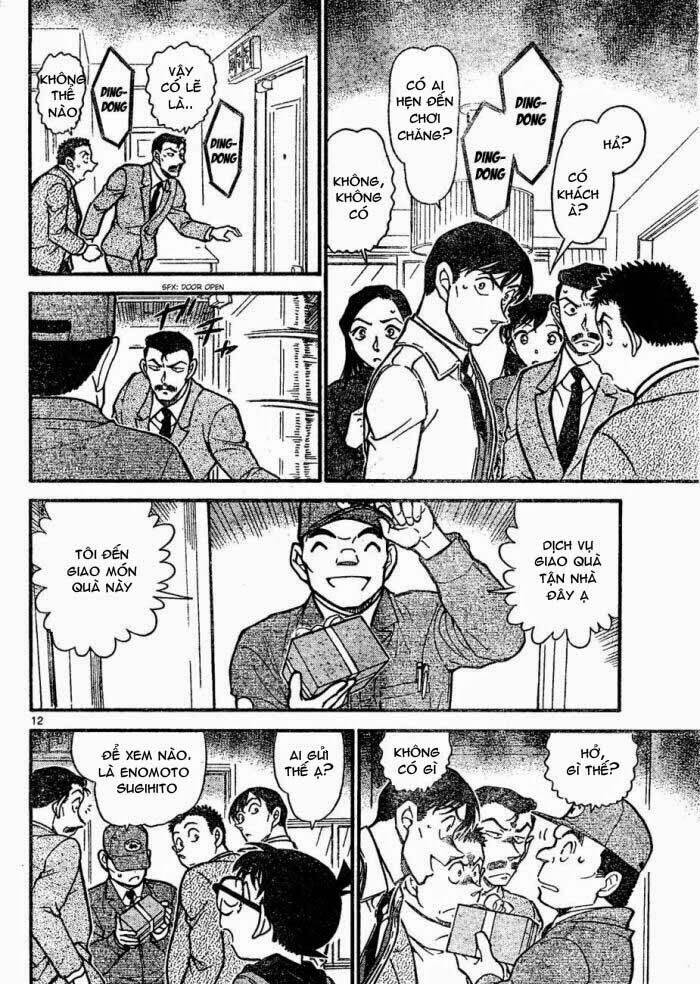 HẢ?
CÓ
KHÁCH
À?
DING-
DONG
DING-
DONG
CÓ AI
HẸN ĐẾN
CHƠI
CHĂNG?
KHÔNG,
KHÔNG
CÓ
DING-
DONG
VẬY
CÓ LẼ
LÀ..
DING-
DONG
KHÔNG
THỂ
NÀO
SFX: DOOR OPEN
DỊCH VỤ
GIAO QUÀ
TẬN NHÀ
ĐÂY Ạ
TÔI ĐẾN
GIAO MÓN
QUÀ NÀY
12
HỞ,
GÌ THẾ?
KHÔNG
CÓ GÌ
AI GỬI
THẾ Ạ?
ĐỂ XEM NÀO.
LÀ ENOMOTO
SUGIHITO